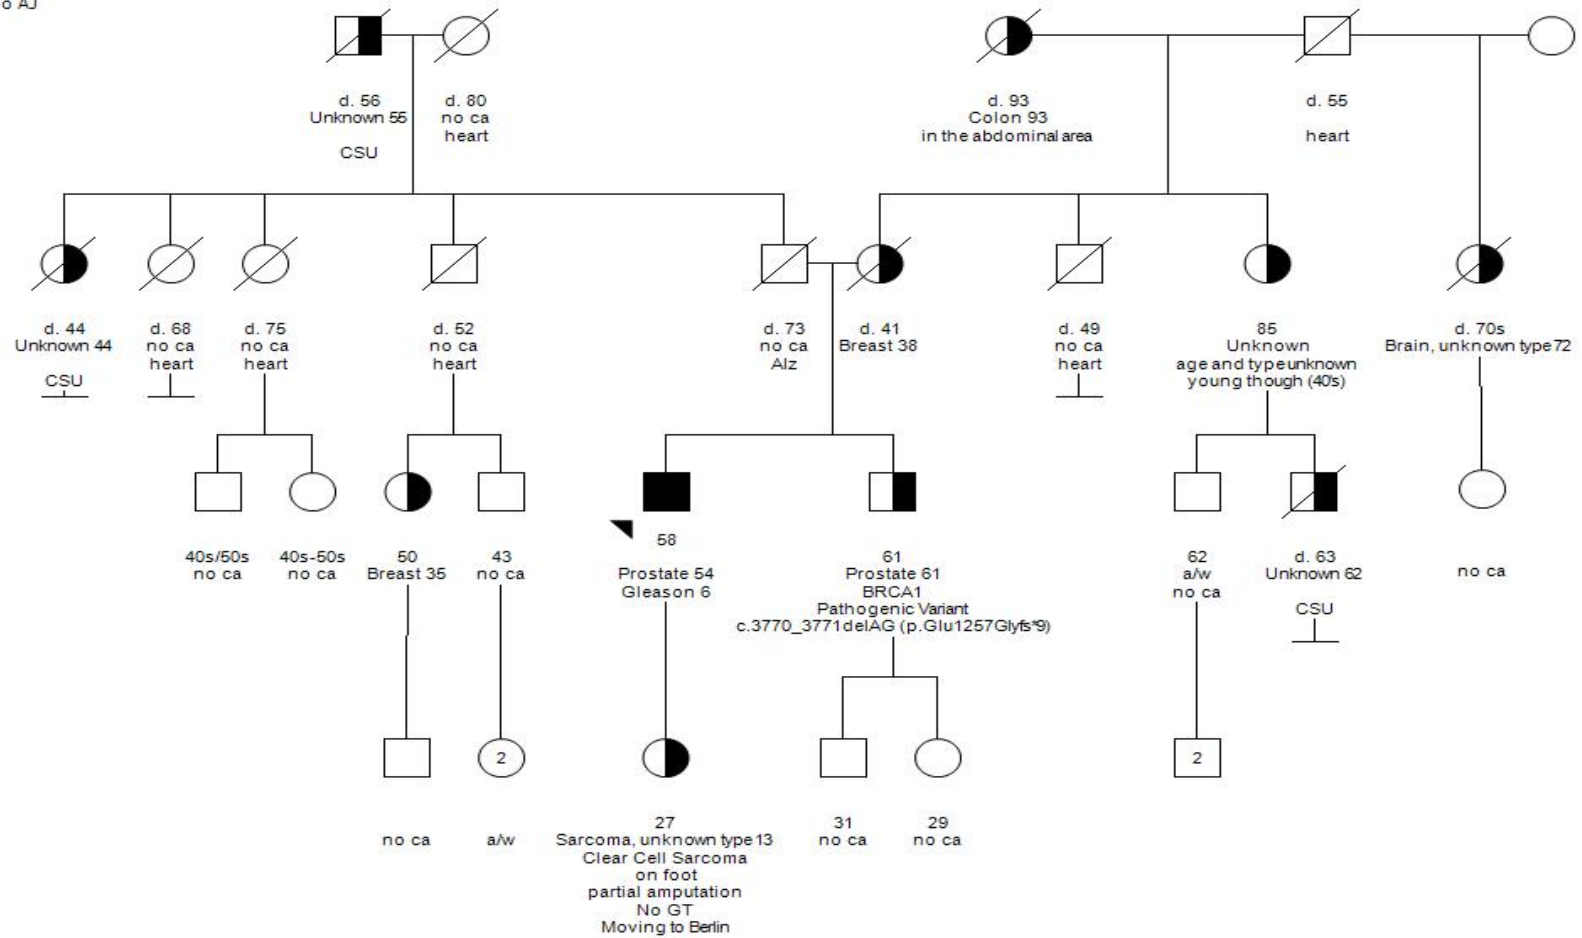 o AJ
d. 56
Unknown 55
CSU
d. 80
no ca
heart
d. 93
Colon 93
in the abdominal area
d. 55
heart
d. 44
Unknown 44
CSU
d. 68
no ca
heart
d. 75
no ca
heart
d. 52
no ca
heart
d. 73
no ca
Alz
d. 41
Breast 38
d. 49
no ca
heart
85
Unknown
age and type unknown
young though (40's)
d. 70s
Brain, unknown type 72
40s/50s
no ca
40s-50s
no ca
50
Breast 35
43
no ca
58
Prostate 54
Gleason 6
61
Prostate 61
BRCA1
Pathogenic Variant
c.3770_3771delAG (p.Glu1257Glyfs*9)
62
a/w
no ca
d. 63
Unknown 62
CSU
no ca
no ca
2
a/w
27
Sarcoma, unknown type 13
Clear Cell Sarcoma
on foot
partial amputation
No GT
Moving to Berlin
31
no ca
29
no ca
2